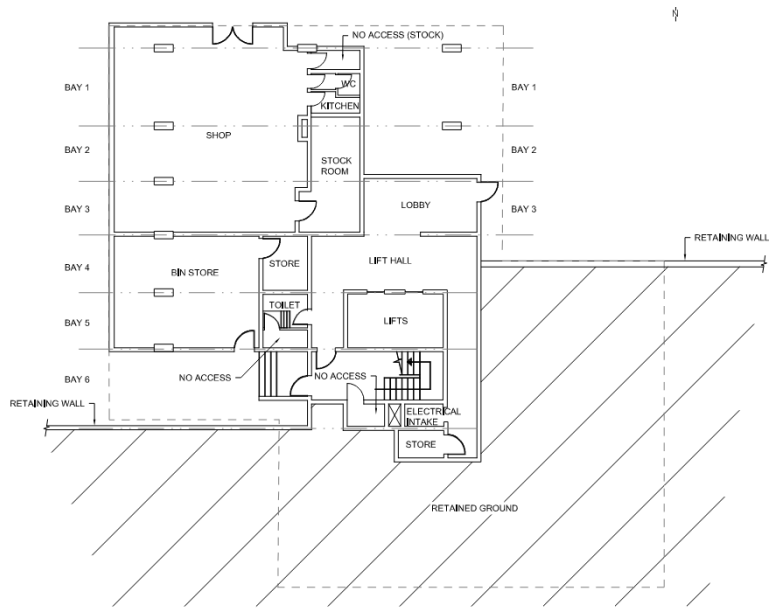 N
NO ACCESS (STOCK)
BAY 1
WC
BAY 1
KITCHEN
SHOP
BAY 2
BAY 2
STOCK
ROOM
LOBBY
BAY 3
BAY 3
RETAINING WALL
BAY 4
BIN STORE
STORE
LIFT HALL
TOILET
BAY 5
LIFTS
BAY 6
NO ACCESS
NO ACCESS
RETAINING WALL
ELECTRICAL
INTAKE
STORE
RETAINED GROUND